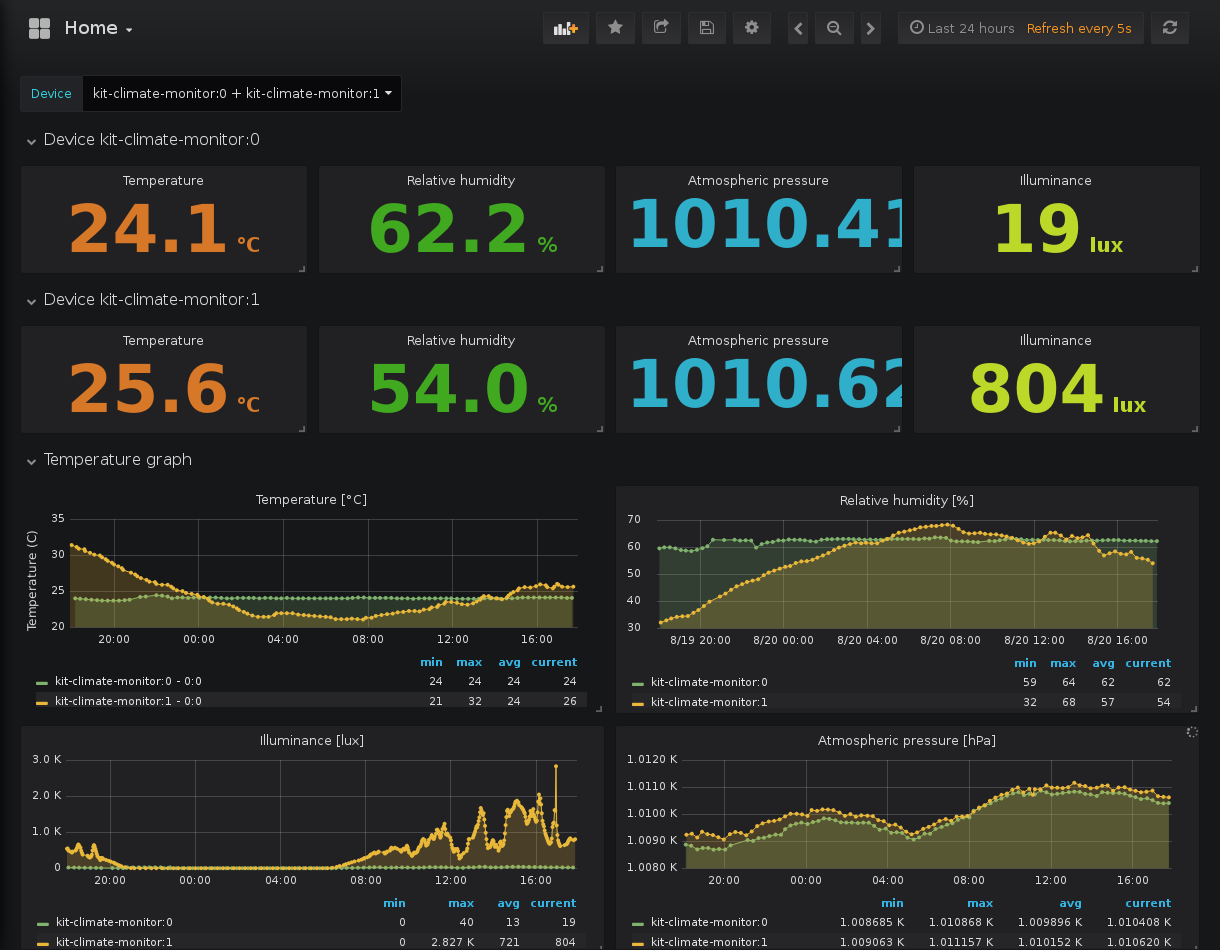 Home
Last 24 hours Refresh every 5s
Device kit-climate-monitor:0 + kit-climate-monitor:1
Device kit-climate-monitor:0
Temperature Relative humidity Atmospheric pressure Illuminance
24.1 °C 62.2 % 1010.41 19 lux
Device kit-climate-monitor:1
Temperature Relative humidity Atmospheric pressure Illuminance
25.6 °C 54.0 % 1010.62 804 lux
Temperature graph
Temperature [°C]
Temperature (C)
35
30
25
20
20:00 00:00 04:00 08:00 12:00 16:00
min max avg current
kit-climate-monitor:0 - 0:0 24 24 24 24
kit-climate-monitor:1 - 0:0 21 32 24 26
Relative humidity [%]
70
60
50
40
30
8/19 20:00 8/20 00:00 8/20 04:00 8/20 08:00 8/20 12:00 8/20 16:00
min max avg current
kit-climate-monitor:0 59 64 62 62
kit-climate-monitor:1 32 68 57 54
Illuminance [lux]
3.0 K
2.0 K
1.0 K
0
20:00 00:00 04:00 08:00 12:00 16:00
min max avg current
kit-climate-monitor:0 0 40 13 19
kit-climate-monitor:1 0 2.827 K 721 804
Atmospheric pressure [hPa]
1.0120 K
1.0110 K
1.0100 K
1.0090 K
1.0080 K
20:00 00:00 04:00 08:00 12:00 16:00
min max avg current
kit-climate-monitor:0 1.008685 K 1.010868 K 1.009896 K 1.010408 K
kit-climate-monitor:1 1.009063 K 1.011157 K 1.010152 K 1.010620 K